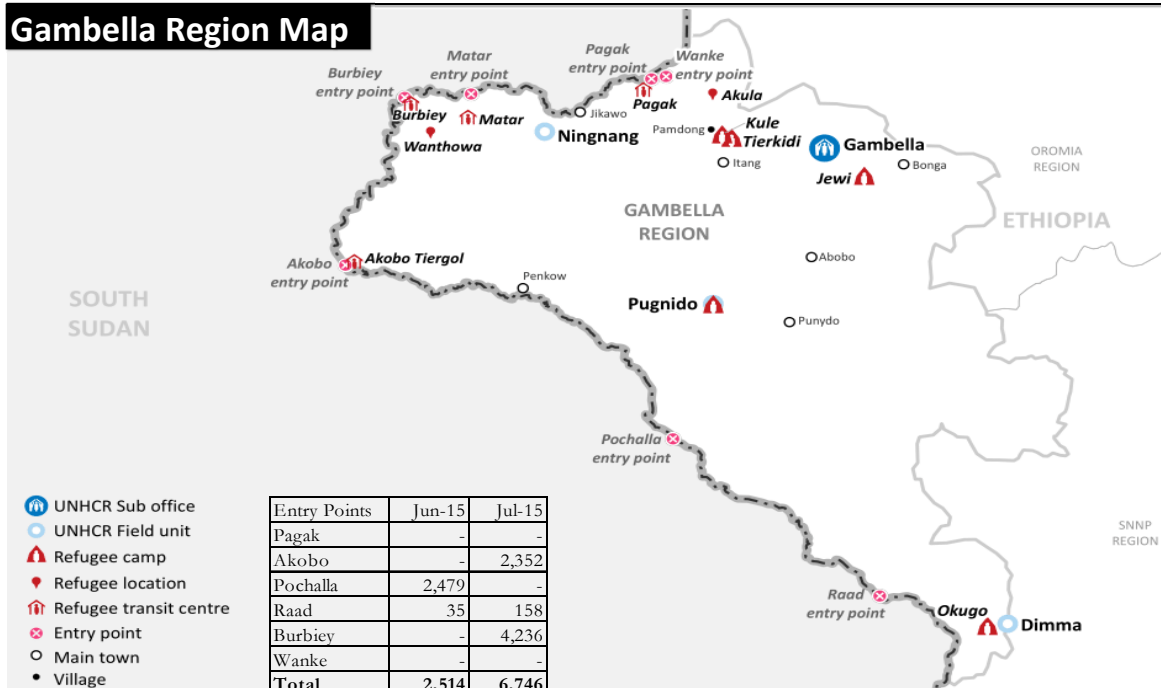 Gambella Region Map
Burbiey
entry point
Matar
entry point
Pagak
entry point
Wanke
entry point
Burbiey
Matar
Wanthowa
Jikawo
Ningnang
Pagak
Akula
Pamdong
Kule
Tierkidi
Itang
Gambella
Jewi
Bonga
OROMIA
REGION
ETHIOPIA
GAMBELLA
REGION
Akobo
entry point
Akobo Tiergol
Penkow
Abobo
Pugnido
Punydo
SOUTH
SUDAN
Pochalla
entry point
SNNP
REGION
Raad
entry point
Okugo
Dimma
UNHCR Sub office
UNHCR Field unit
Refugee camp
Refugee location
Refugee transit centre
Entry point
Main town
Village
Entry Points Jun-15 Jul-15
Pagak - -
Akobo - 2,352
Pochalla 2,479 -
Raad 35 158
Burbiey - 4,236
Wanke - -
Total 2,514 6,746